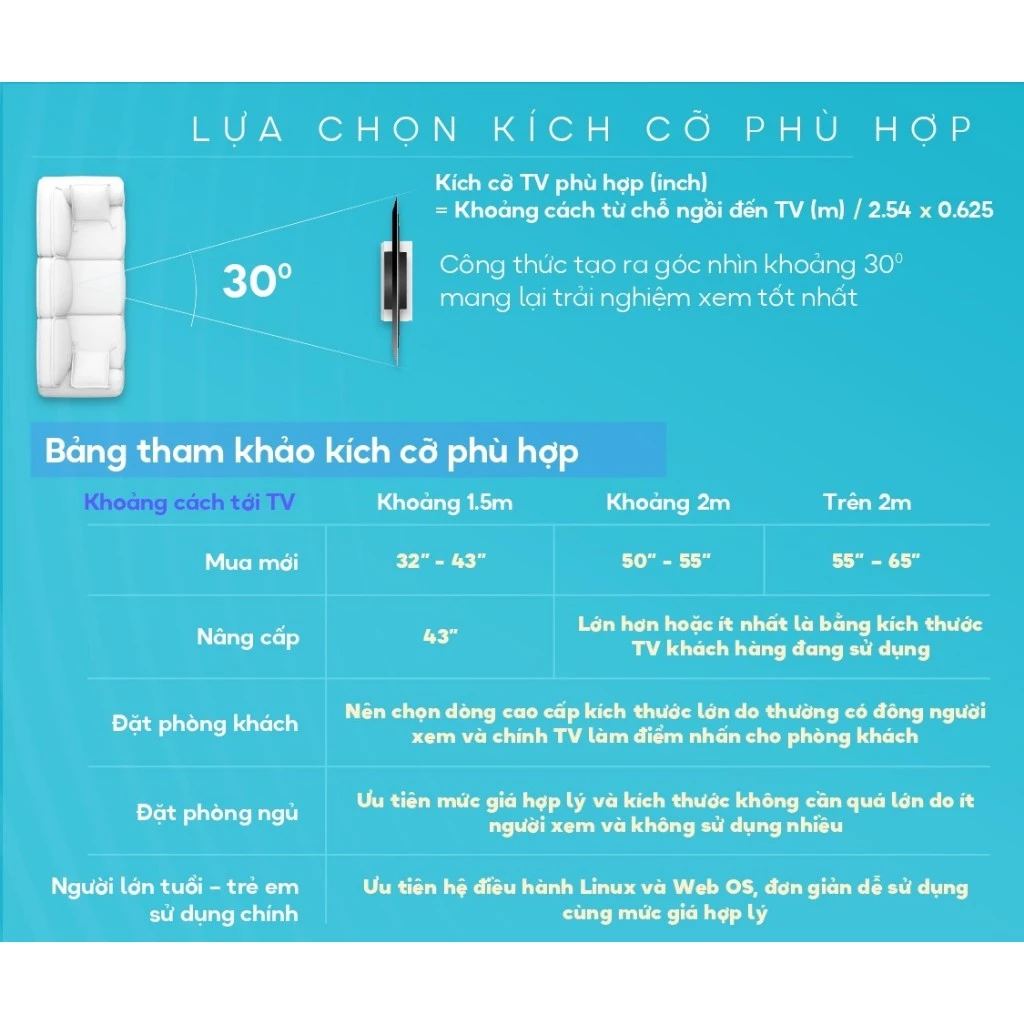 LỰA CHỌN KÍCH CỠ PHÙ HỢP
Kích cỡ TV phù hợp (inch)
= Khoảng cách từ chỗ ngồi đến TV (m) / 2.54 x 0.625
30⁰
Công thức tạo ra góc nhìn khoảng 30⁰
mang lại trải nghiệm xem tốt nhất
Bảng tham khảo kích cỡ phù hợp
Khoảng cách tới TV
Khoảng 1.5m
Khoảng 2m
Trên 2m
Mua mới
32” - 43”
50” - 55”
55” – 65”
Nâng cấp
43”
Lớn hơn hoặc ít nhất là bằng kích thước
TV khách hàng đang sử dụng
Đặt phòng khách
Nên chọn dòng cao cấp kích thước lớn do thường có đông người
xem và chính TV làm điểm nhấn cho phòng khách
Đặt phòng ngủ
Ưu tiên mức giá hợp lý và kích thước không cần quá lớn do ít
người xem và không sử dụng nhiều
Người lớn tuổi – trẻ em
sử dụng chính
Ưu tiên hệ điều hành Linux và Web OS, đơn giản dễ sử dụng
cùng mức giá hợp lý